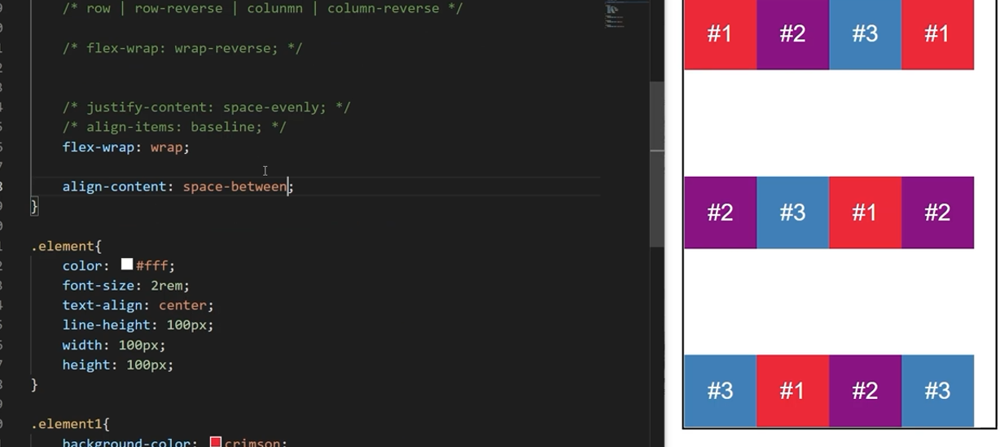 /* row | row-reverse | colunmn | column-reverse */
/* flex-wrap: wrap-reverse; */
/* justify-content: space-evenly; */
/* align-items: baseline; */
flex-wrap: wrap;
align-content: space-between;
}
.element{
color: #fff;
font-size: 2rem;
text-align: center;
line-height: 100px;
width: 100px;
height: 100px;
}
.element1{
background-color: crimson;
#1 #2 #3 #1
#2 #3 #1 #2
#3 #1 #2 #3